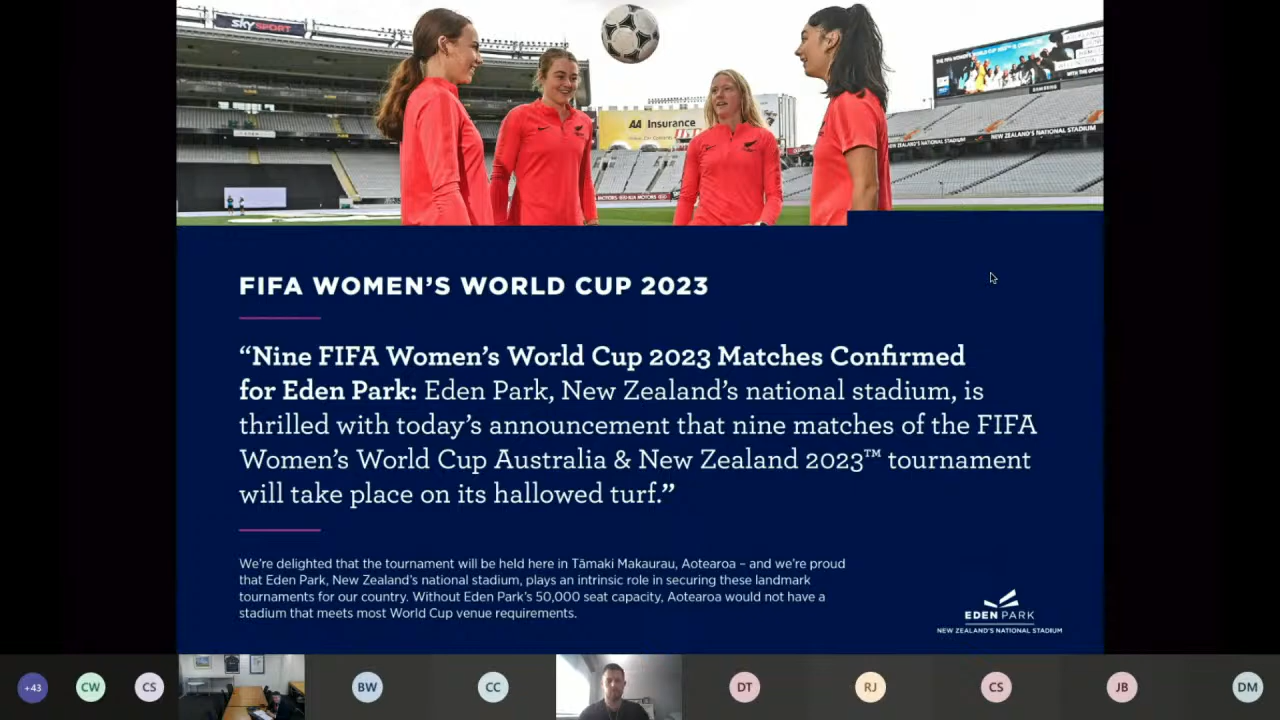 sky sport
AA Insurance
SAMSUNG
NEW ZEALAND'S NATIONAL STADIUM
NEW ZEALAND'S NATIONAL STADIUM
FIFA WOMEN'S WORLD CUP 2023
“Nine FIFA Women's World Cup 2023 Matches Confirmed
for Eden Park: Eden Park, New Zealand's national stadium, is
thrilled with today's announcement that nine matches of the FIFA
Women's World Cup Australia & New Zealand 2023™ tournament
will take place on its hallowed turf.”
We're delighted that the tournament will be held here in Tāmaki Makaurau, Aotearoa – and we're proud
that Eden Park, New Zealand's national stadium, plays an intrinsic role in securing these landmark
tournaments for our country. Without Eden Park's 50,000 seat capacity, Aotearoa would not have a
stadium that meets most World Cup venue requirements.
EDEN PARK
NEW ZEALAND'S NATIONAL STADIUM
+43
CW
CS
BW
CC
DT
RJ
CS
JB
DM